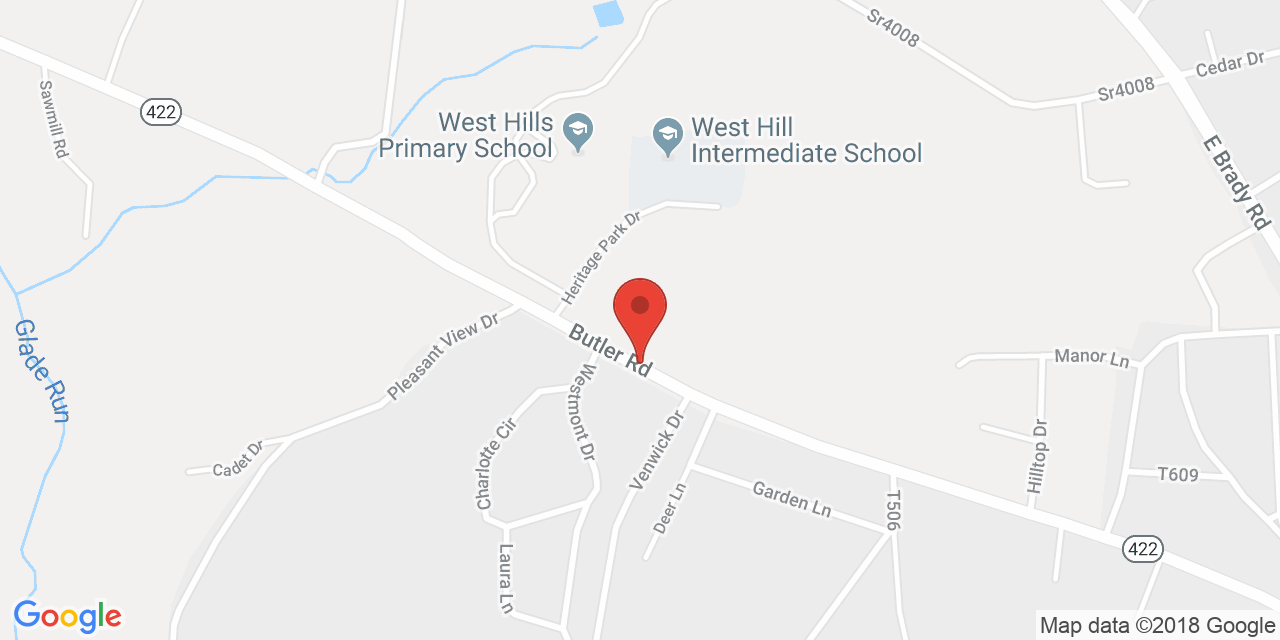 Sr4008
Cedar Dr
Sr4008
Sawmill Rd
422
West Hills
Primary School
West Hill
Intermediate School
E Brady Rd
Heritage Park Dr
Glade Run
Pleasant View Dr
Butler Rd
Manor Ln
Westmont Dr
Charlotte Cir
Venwick Dr
Cadet Dr
Hilltop Dr
T609
Deer Ln
Garden Ln
T506
422
Laura Ln
Google
Map data ©2018 Google